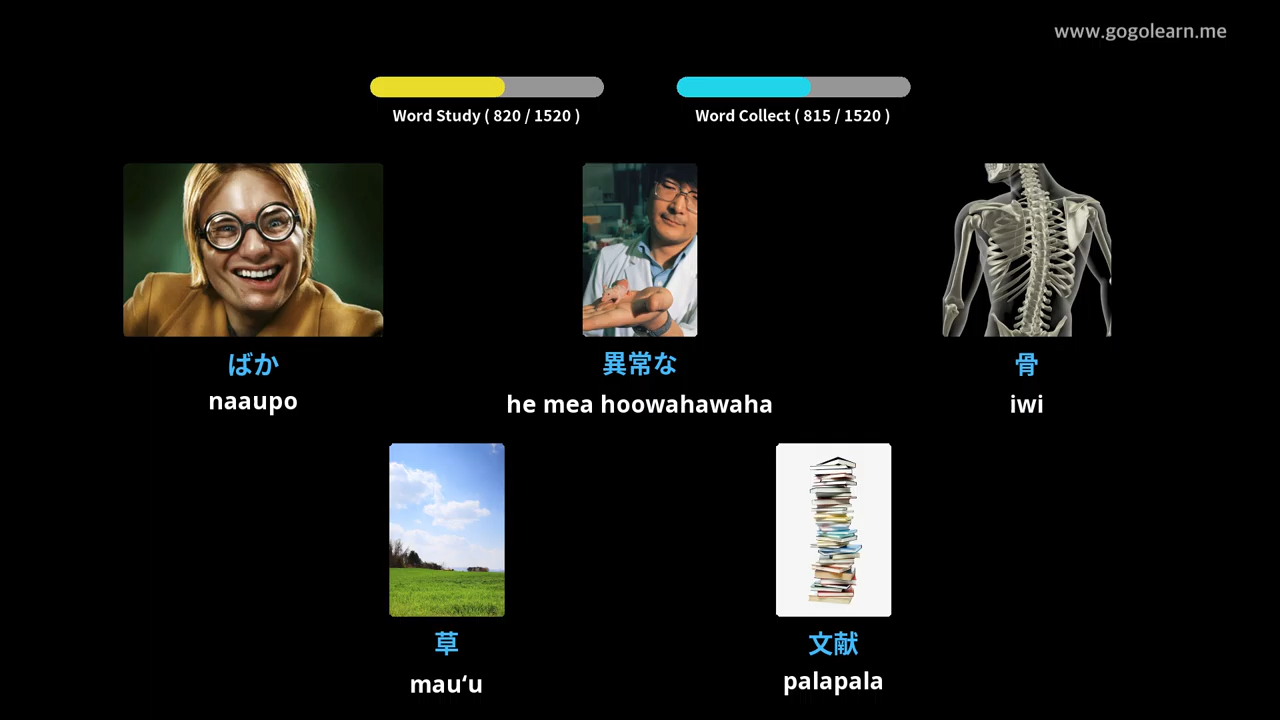 www.gogolearn.me
Word Study ( 820 / 1520 )
Word Collect ( 815 / 1520 )
ばか
naaupo
異常な
he mea hoowahawaha
骨
iwi
草
mauʻu
文献
palapala